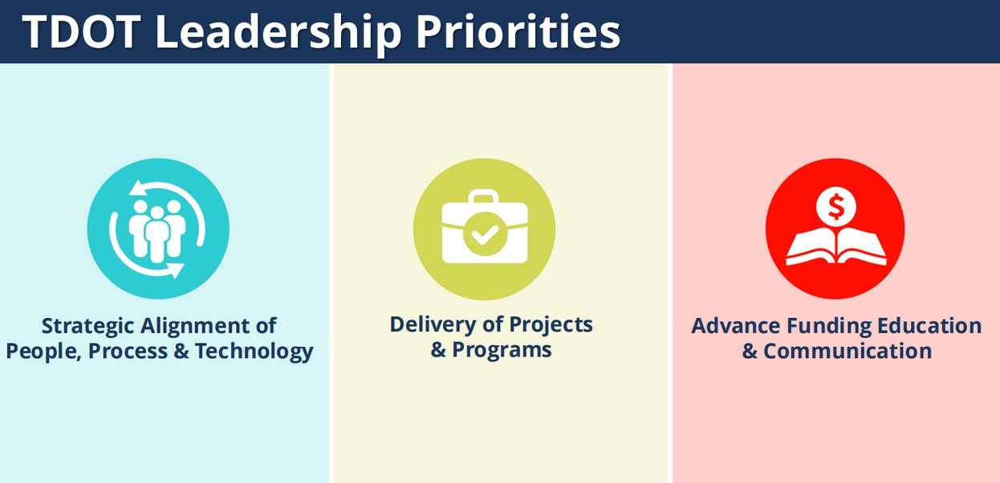 TDOT Leadership Priorities
Strategic Alignment of
People, Process & Technology
Delivery of Projects
& Programs
$
Advance Funding Education
& Communication